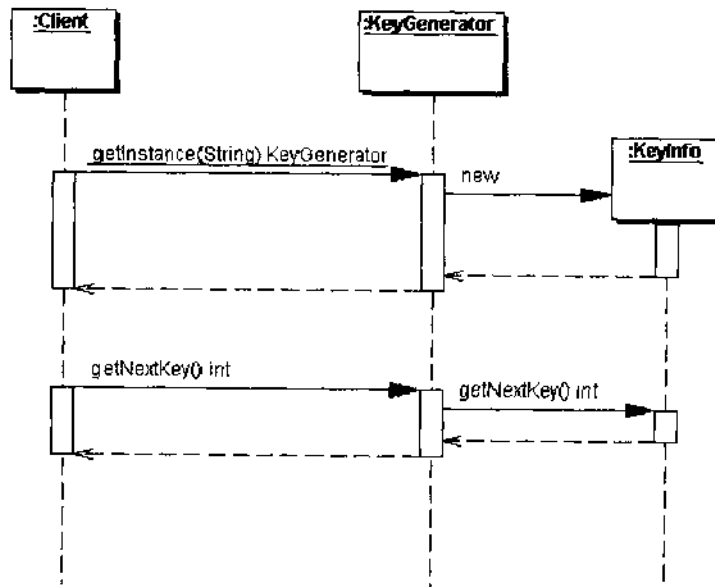 :Client
:KeyGenerator
:KeyInfo
getInstance(String) KeyGenerator
new
getNextKey() int
getNextKey() int